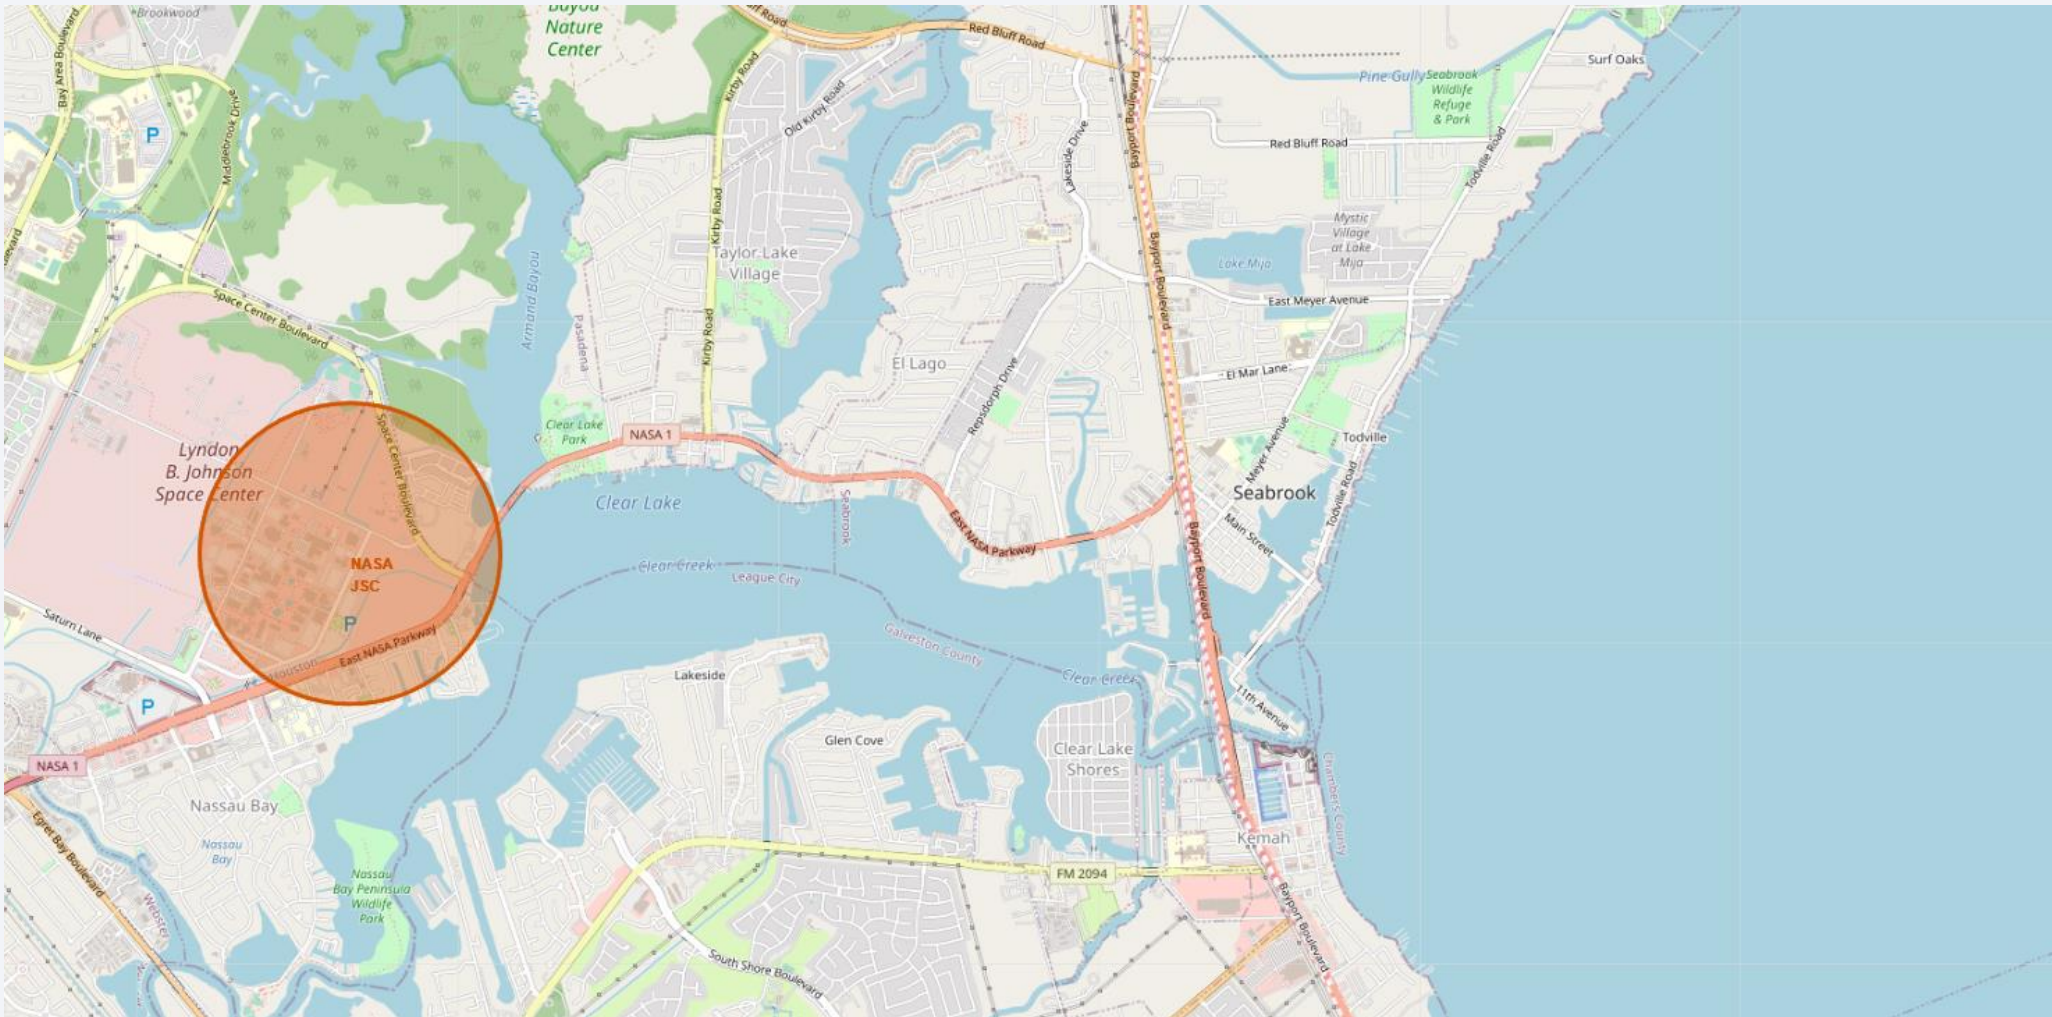 Brookwood
Bayou
Nature
Center
Red Bluff Road
Surf Oaks
Bay Area Boulevard
Middlebrook Drive
P
Kirby Road
Old Kirby Road
Bayport Boulevard
Pine Gully
Seabrook
Wildlife
Refuge
& Park
Red Bluff Road
Lakeside Drive
Todville Road
Kirby Road
Mystic
Village
at Lake
Mija
Taylor Lake
Village
Armand Bayou
Lake Mija
Bayport Boulevard
East Meyer Avenue
Space Center Boulevard
Pasadena
Kirby Road
El Lago
El Mar Lane
Repsdorph Drive
Clear Lake
Park
NASA 1
Lyndon
B. Johnson
Space Center
Space Center Boulevard
Meyer Avenue
Todville
Clear Lake
Seabrook
Seabrook
Todville Road
East NASA Parkway
Main Street
Bayport Boulevard
NASA
JSC
Clear Creek
League City
P
Saturn Lane
East NASA Parkway
Houston
Galveston County
Lakeside
Clear Creek
11th Avenue
P
Glen Cove
Clear Lake
Shores
NASA 1
Chambers County
Nassau Bay
Nassau
Bay
Egret Bay Boulevard
Kemah
FM 2094
Nassau
Bay Peninsula
Wildlife
Park
Webster
Bayport Boulevard
South Shore Boulevard